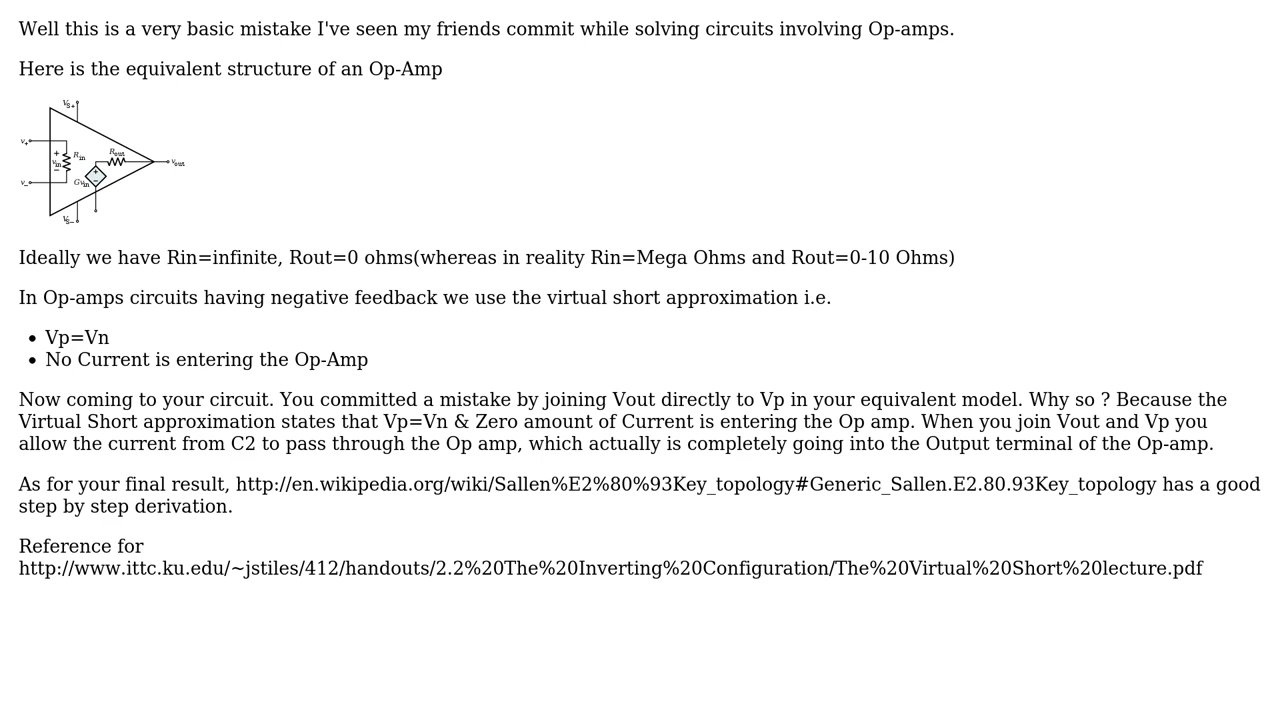 Well this is a very basic mistake I've seen my friends commit while solving circuits involving Op-amps.
Here is the equivalent structure of an Op-Amp
VS+
v+
+
vin
−
Rin
Rout
vout
+
−
Gvin
v−
VS−
Ideally we have Rin=infinite, Rout=0 ohms(whereas in reality Rin=Mega Ohms and Rout=0-10 Ohms)
In Op-amps circuits having negative feedback we use the virtual short approximation i.e.
• Vp=Vn
• No Current is entering the Op-Amp
Now coming to your circuit. You committed a mistake by joining Vout directly to Vp in your equivalent model. Why so ? Because the
Virtual Short approximation states that Vp=Vn & Zero amount of Current is entering the Op amp. When you join Vout and Vp you
allow the current from C2 to pass through the Op amp, which actually is completely going into the Output terminal of the Op-amp.
As for your final result, http://en.wikipedia.org/wiki/Sallen%E2%80%93Key_topology#Generic_Sallen.E2.80.93Key_topology has a good
step by step derivation.
Reference for
http://www.ittc.ku.edu/~jstiles/412/handouts/2.2%20The%20Inverting%20Configuration/The%20Virtual%20Short%20lecture.pdf